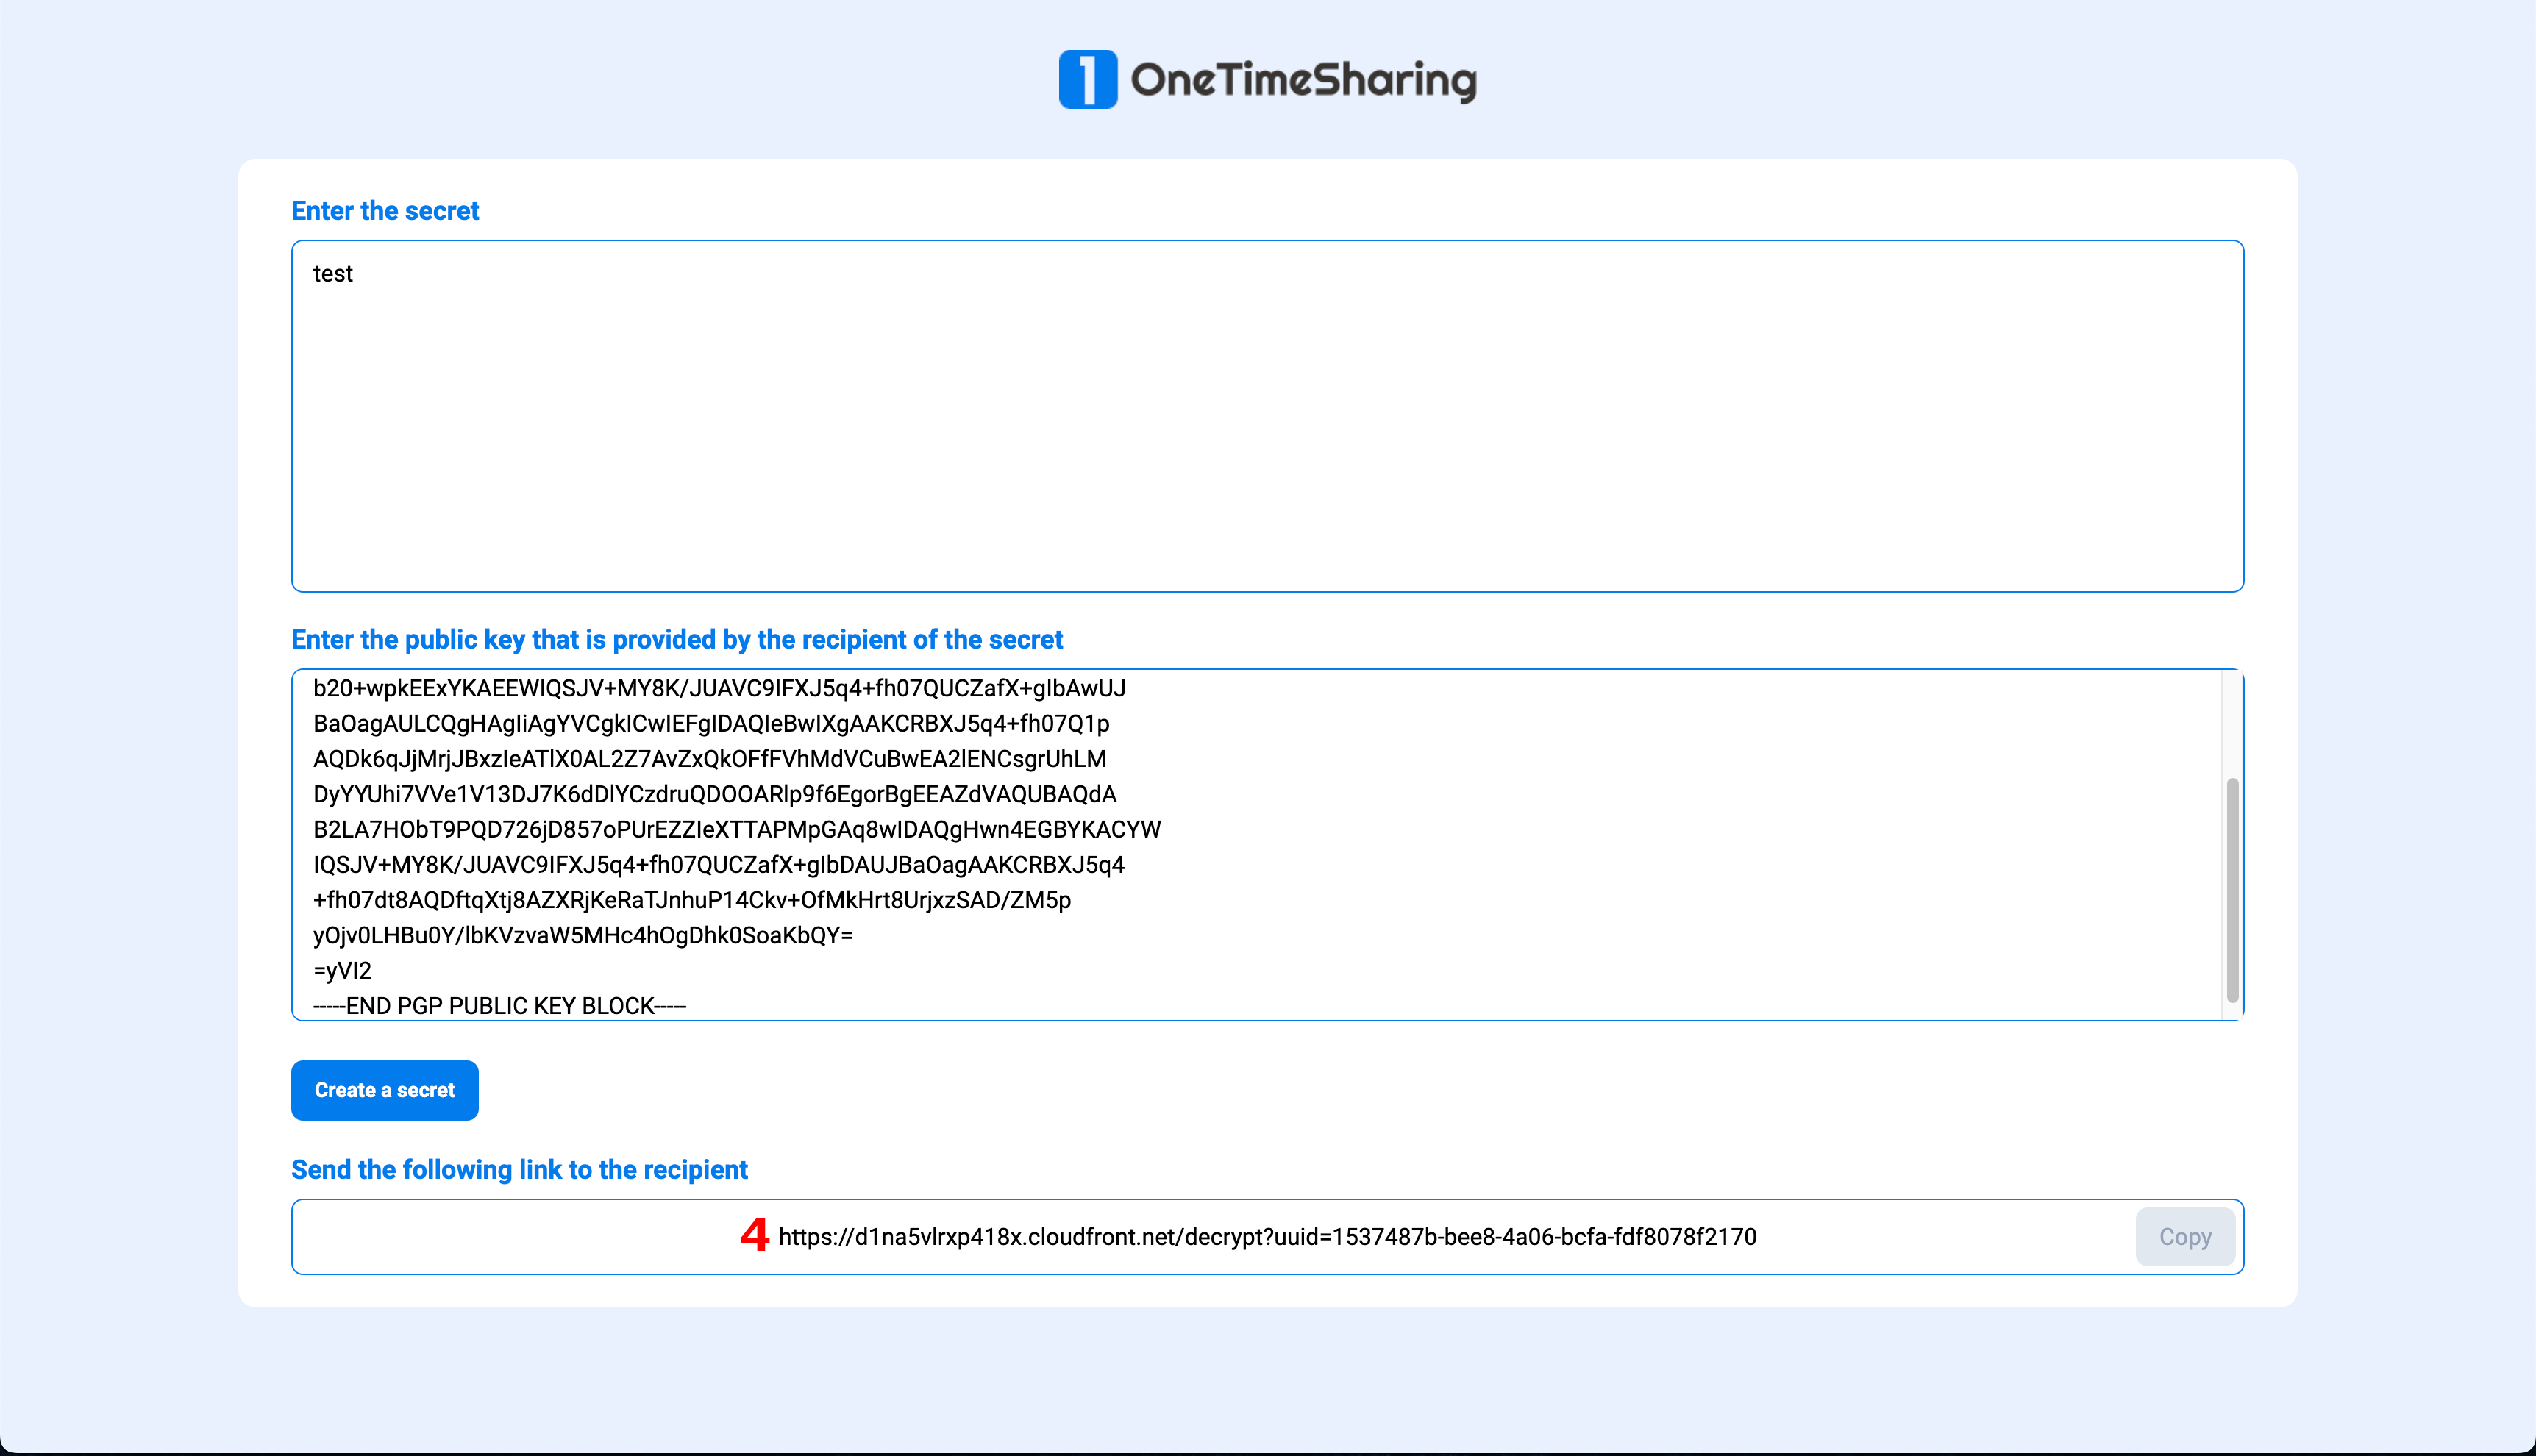 1 OneTimeSharing
Enter the secret
test
Enter the public key that is provided by the recipient of the secret
b20+wpkEExYKAEEWIQSJV+MY8K/JUAVC9IFXJ5q4+fh07QUCZafX+gIbAwUJ
BaOagAULCQgHAgIiAgYVCgkICwIEFgIDAQIeBwIXgAAKCRBXJ5q4+fh07Q1p
AQDk6qJjMrjJBxzIeATlX0AL2Z7AvZxQkOFfFVhMdVCuBwEA2lENCsgrUhLM
DyYYUhi7VVe1V13DJ7K6dDlYCzdruQDOOARlp9f6EgorBgEEAZdVAQUBAQdA
B2LA7HObT9PQD726jD857oPUrEZZIeXTTAPMpGAq8wIDAQgHwn4EGBYKACYW
IQSJV+MY8K/JUAVC9IFXJ5q4+fh07QUCZafX+gIbDAUJBaOagAAKCRBXJ5q4
+fh07dt8AQDftqXtj8AZXRjKeRaTJnhuP14Ckv+OfMkHrt8UrjxzSAD/ZM5p
yOjv0LHBu0Y/lbKVzvaW5MHc4hOgDhk0SoaKbQY=
=yVI2
-----END PGP PUBLIC KEY BLOCK-----
Create a secret
Send the following link to the recipient
4 https://d1na5vlrxp418x.cloudfront.net/decrypt?uuid=1537487b-bee8-4a06-bcfa-fdf8078f2170
Copy